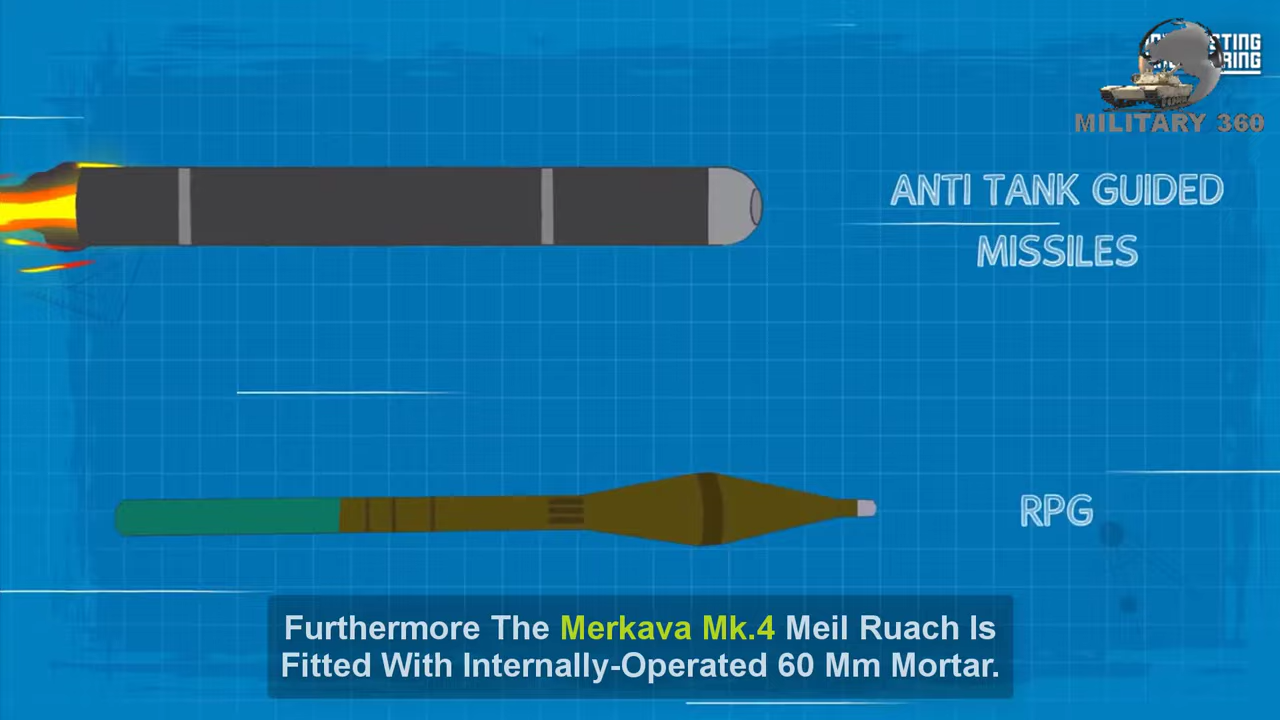 MILITARY 360
ANTI TANK GUIDED
MISSILES
RPG
Furthermore The Merkava Mk.4 Meil Ruach Is
Fitted With Internally-Operated 60 Mm Mortar.